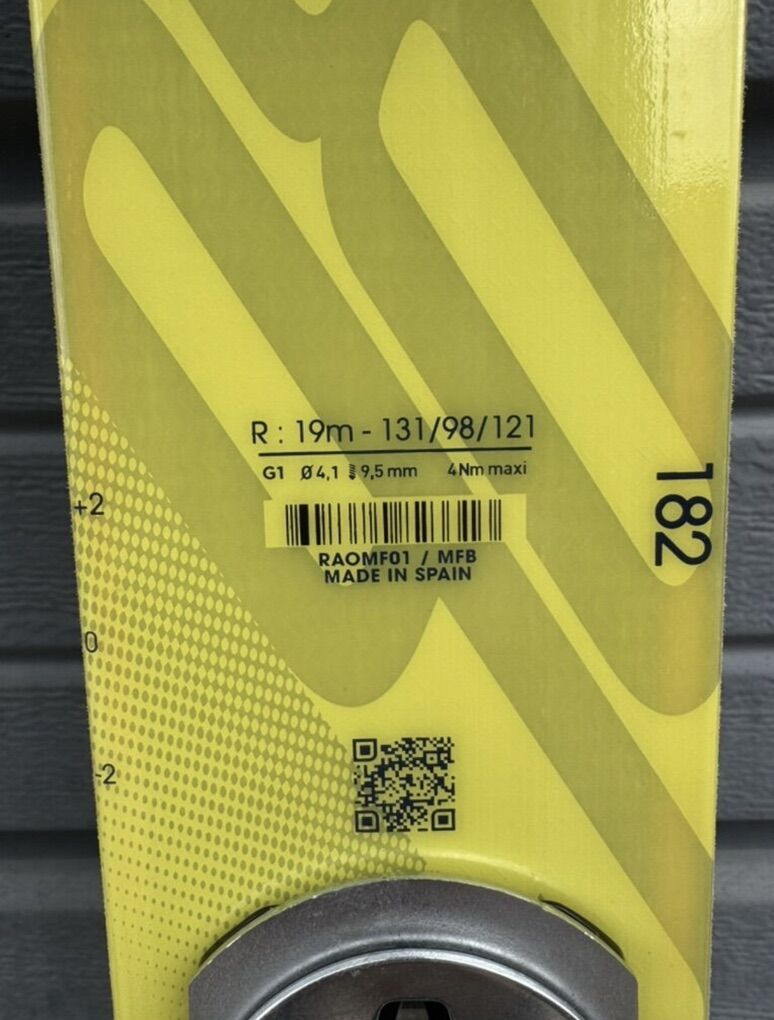 R : 19m - 131/98/121
G1 Ø 4,1 9,5 mm 4Nm maxi
182
+2
RAOMF01 / MFB
MADE IN SPAIN
0
-2